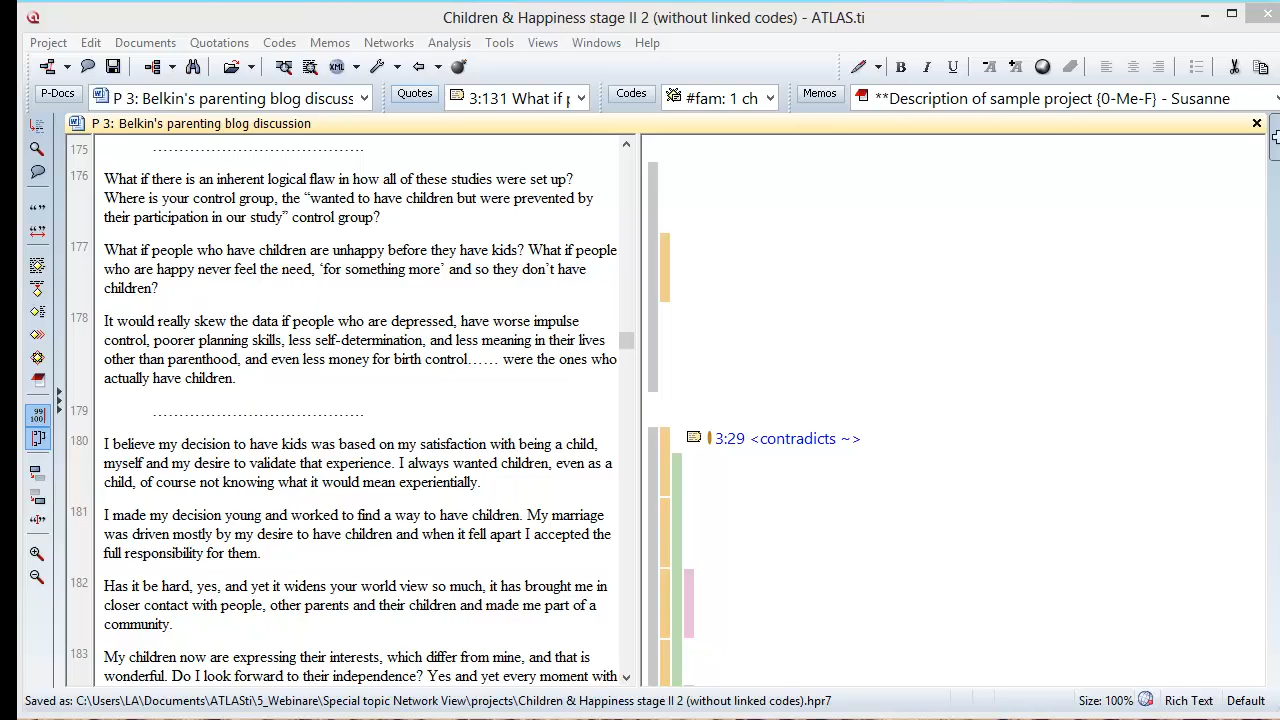 Children & Happiness stage II 2 (without linked codes) - ATLAS.ti
Project Edit Documents Quotations Codes Memos Networks Analysis Tools Views Windows Help
XML B I U A A
P-Docs P 3: Belkin's parenting blog discuss Quotes 3:131 What if p Codes #fam: 1 ch Memos **Description of sample project {0-Me-F} - Susanne
P 3: Belkin's parenting blog discussion
175 ........................................
176 What if there is an inherent logical flaw in how all of these studies were set up?
Where is your control group, the “wanted to have children but were prevented by
their participation in our study” control group?
177 What if people who have children are unhappy before they have kids? What if people
who are happy never feel the need, ‘for something more’ and so they don’t have
children?
178 It would really skew the data if people who are depressed, have worse impulse
control, poorer planning skills, less self-determination, and less meaning in their lives
other than parenthood, and even less money for birth control…… were the ones who
actually have children.
179 ........................................
180 I believe my decision to have kids was based on my satisfaction with being a child,
myself and my desire to validate that experience. I always wanted children, even as a
child, of course not knowing what it would mean experientially.
3:29 <contradicts ~>
181 I made my decision young and worked to find a way to have children. My marriage
was driven mostly by my desire to have children and when it fell apart I accepted the
full responsibility for them.
182 Has it be hard, yes, and yet it widens your world view so much, it has brought me in
closer contact with people, other parents and their children and made me part of a
community.
183 My children now are expressing their interests, which differ from mine, and that is
wonderful. Do I look forward to their independence? Yes and yet every moment with
99
100
Saved as: C:\Users\LA\Documents\ATLASti\5_Webinare\Special topic Network View\projects\Children & Happiness stage II 2 (without linked codes).hpr7 Size: 100% Rich Text Default